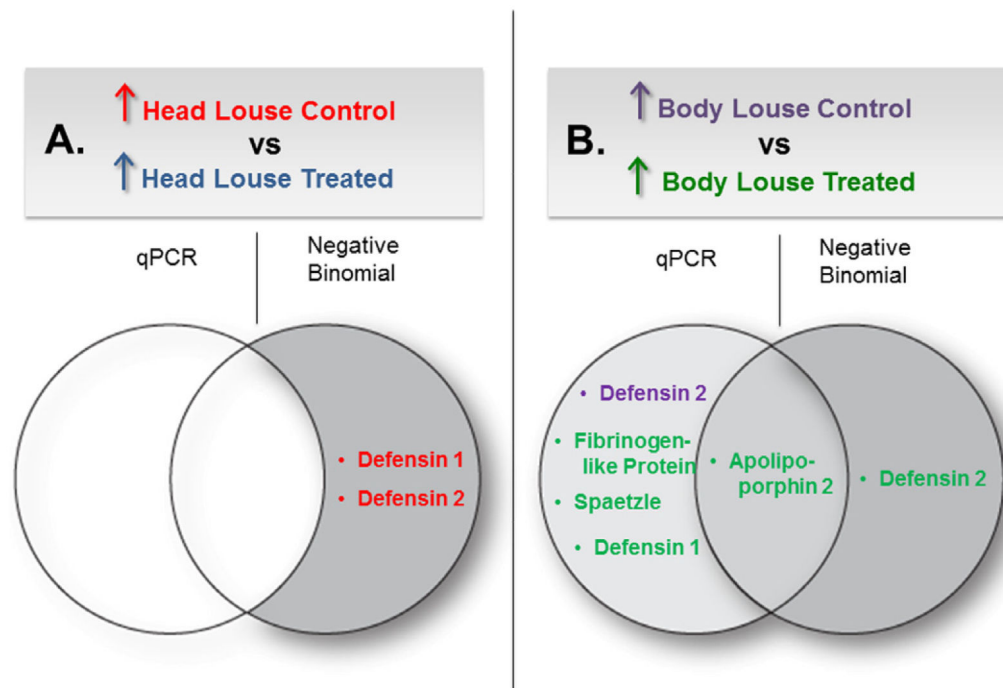 A.
↑ Head Louse Control
vs
↑ Head Louse Treated
qPCR
Negative
Binomial
• Defensin 1
• Defensin 2
B.
↑ Body Louse Control
vs
↑ Body Louse Treated
qPCR
Negative
Binomial
• Defensin 2
• Fibrinogen-
like Protein
• Spaetzle
• Defensin 1
• Apolipo-
porphin 2
• Defensin 2